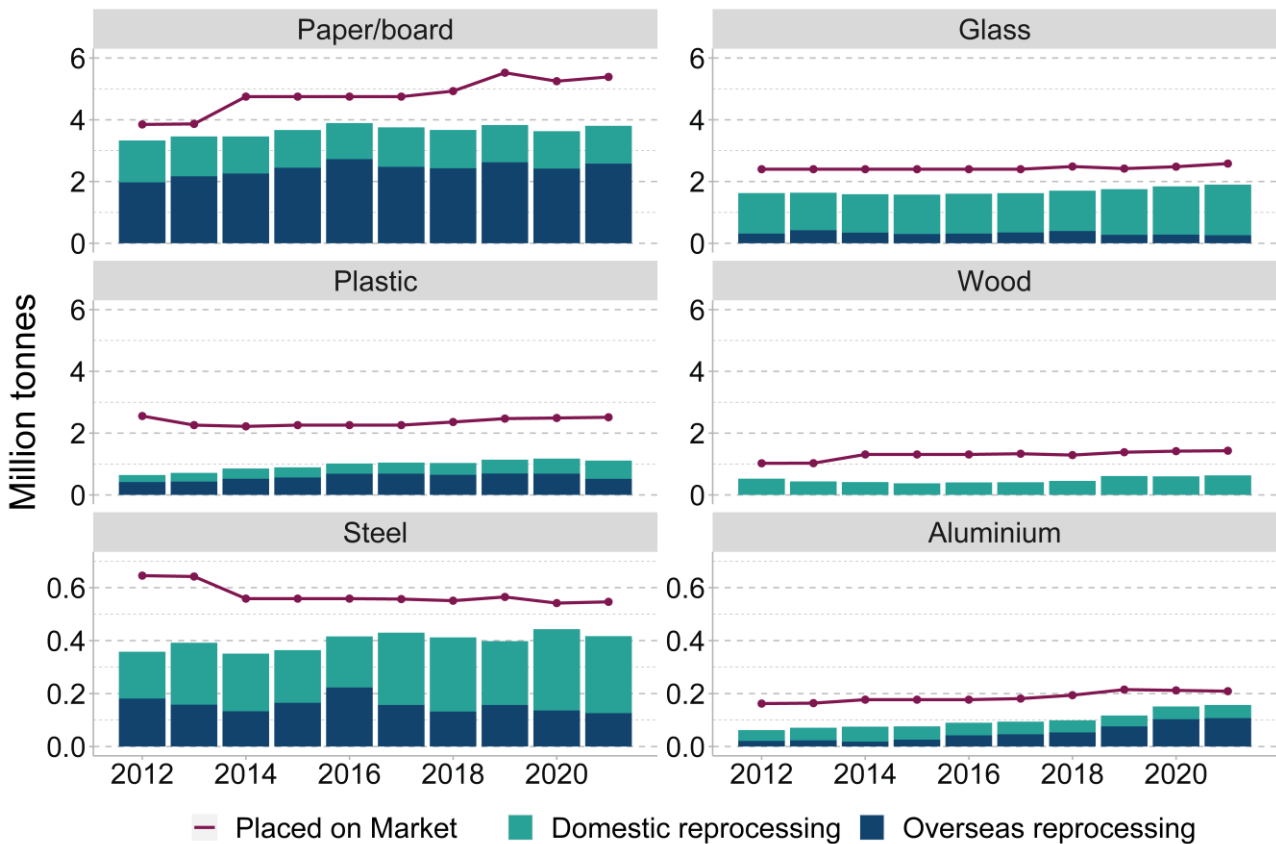 Paper/board
Glass
6
4
2
0
6
4
2
0
Plastic
Wood
6
4
2
0
6
4
2
0
Million tonnes
Steel
Aluminium
0.6
0.4
0.2
0.0
0.6
0.4
0.2
0.0
2012 2014 2016 2018 2020
2012 2014 2016 2018 2020
Placed on Market Domestic reprocessing Overseas reprocessing